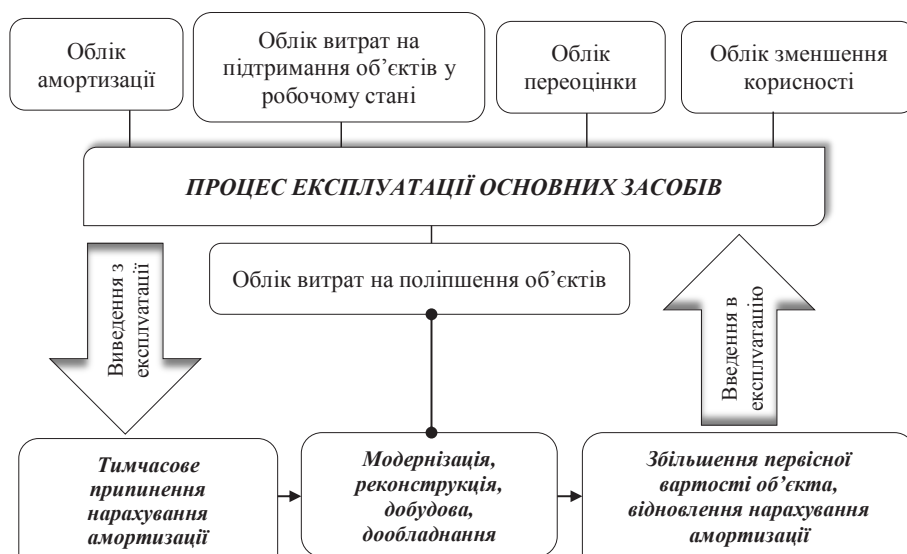 Облік
амортизації
Облік витрат на
підтримання об’єктів у
робочому стані
Облік
переоцінки
Облік зменшення
корисності
ПРОЦЕС ЕКСПЛУАТАЦІЇ ОСНОВНИХ ЗАСОБІВ
Виведення з
експлуатації
Облік витрат на поліпшення об’єктів
Введення в
експлуатацію
Тимчасове
припинення
нарахування
амортизації
Модернізація,
реконструкція,
добудова,
дообладнання
Збільшення первісної
вартості об’єкта,
відновлення нарахування
амортизації